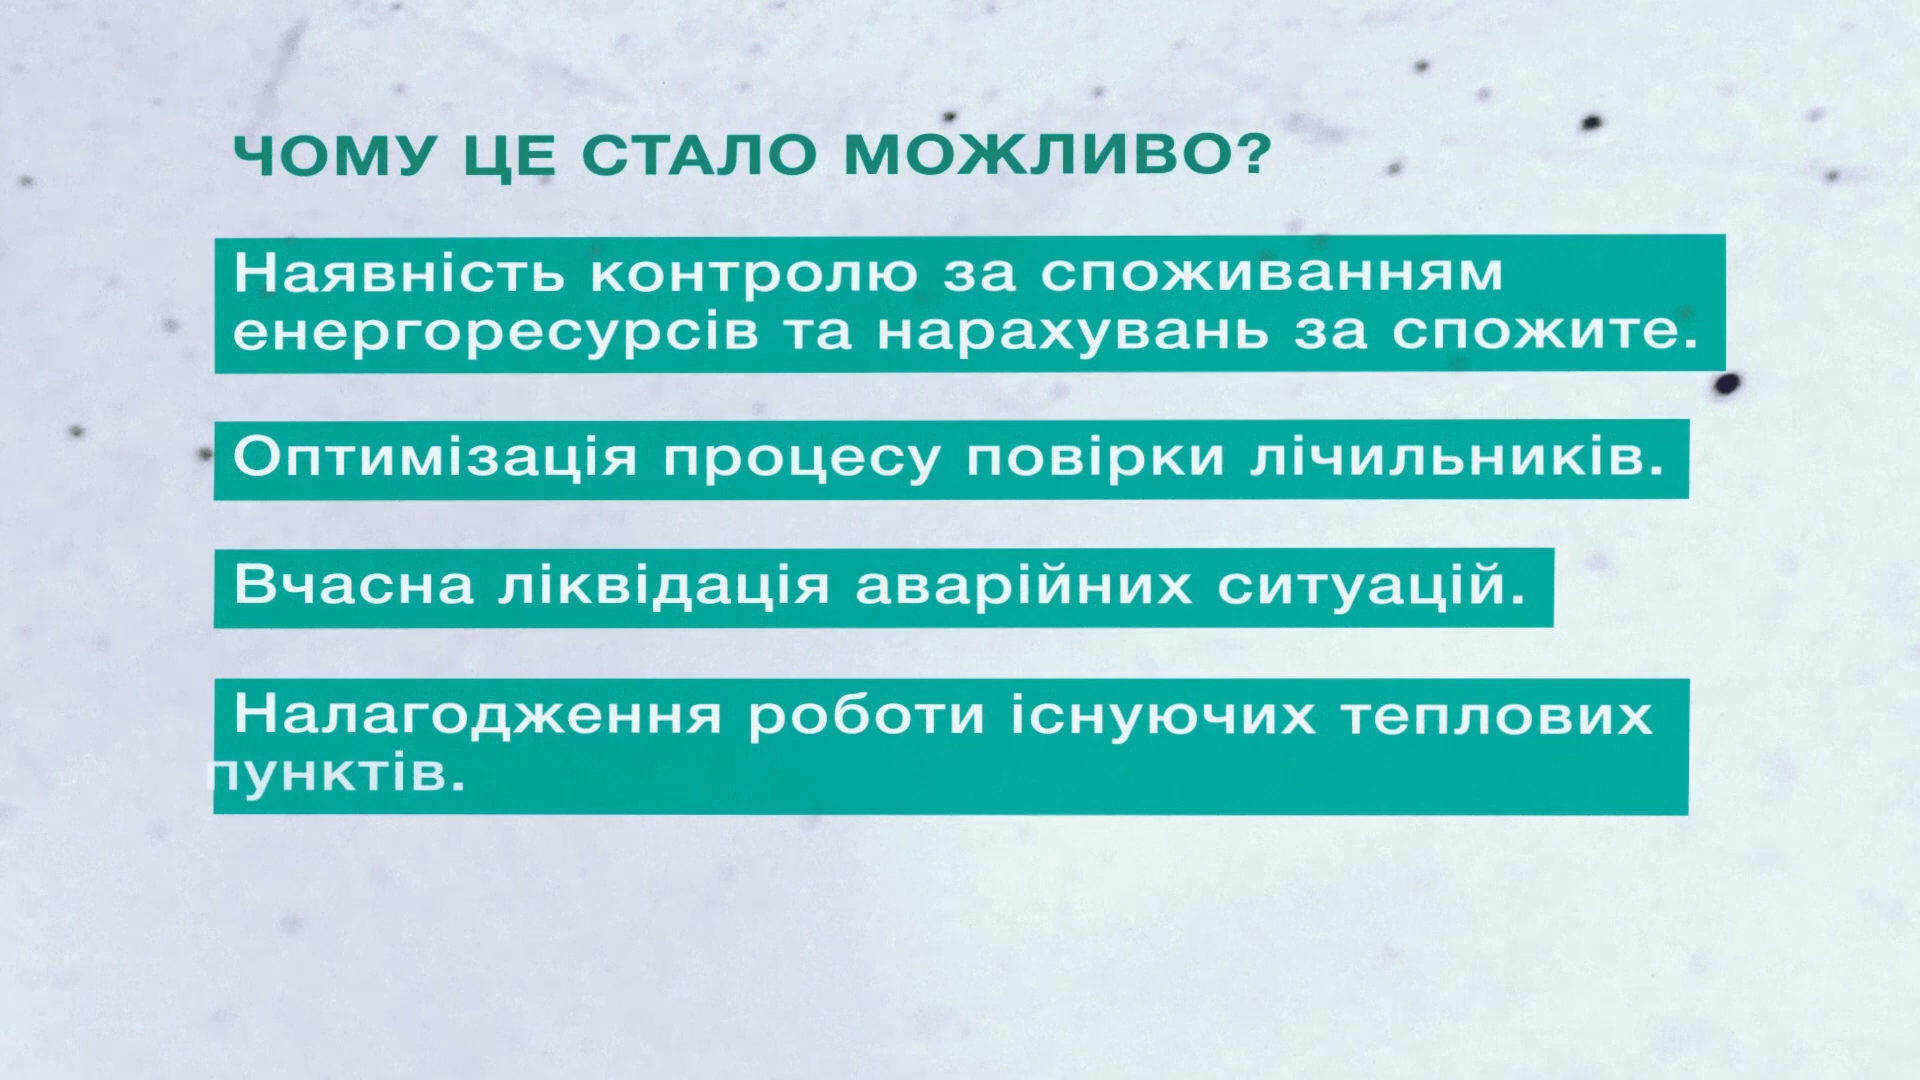 ЧОМУ ЦЕ СТАЛО МОЖЛИВО?
Наявність контролю за споживанням
енергоресурсів та нарахувань за спожите.
Оптимізація процесу повірки лічильників.
Вчасна ліквідація аварійних ситуацій.
Налагодження роботи існуючих теплових
пунктів.